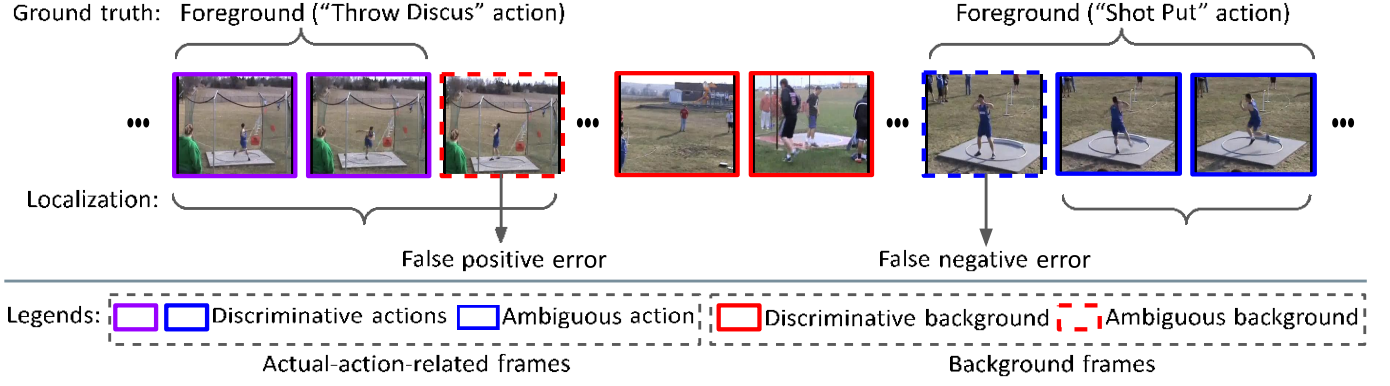 Ground truth: Foreground (“Throw Discus” action) Foreground (“Shot Put” action)
Localization:
False positive error False negative error
Legends: Discriminative actions Ambiguous action Discriminative background Ambiguous background
Actual-action-related frames Background frames